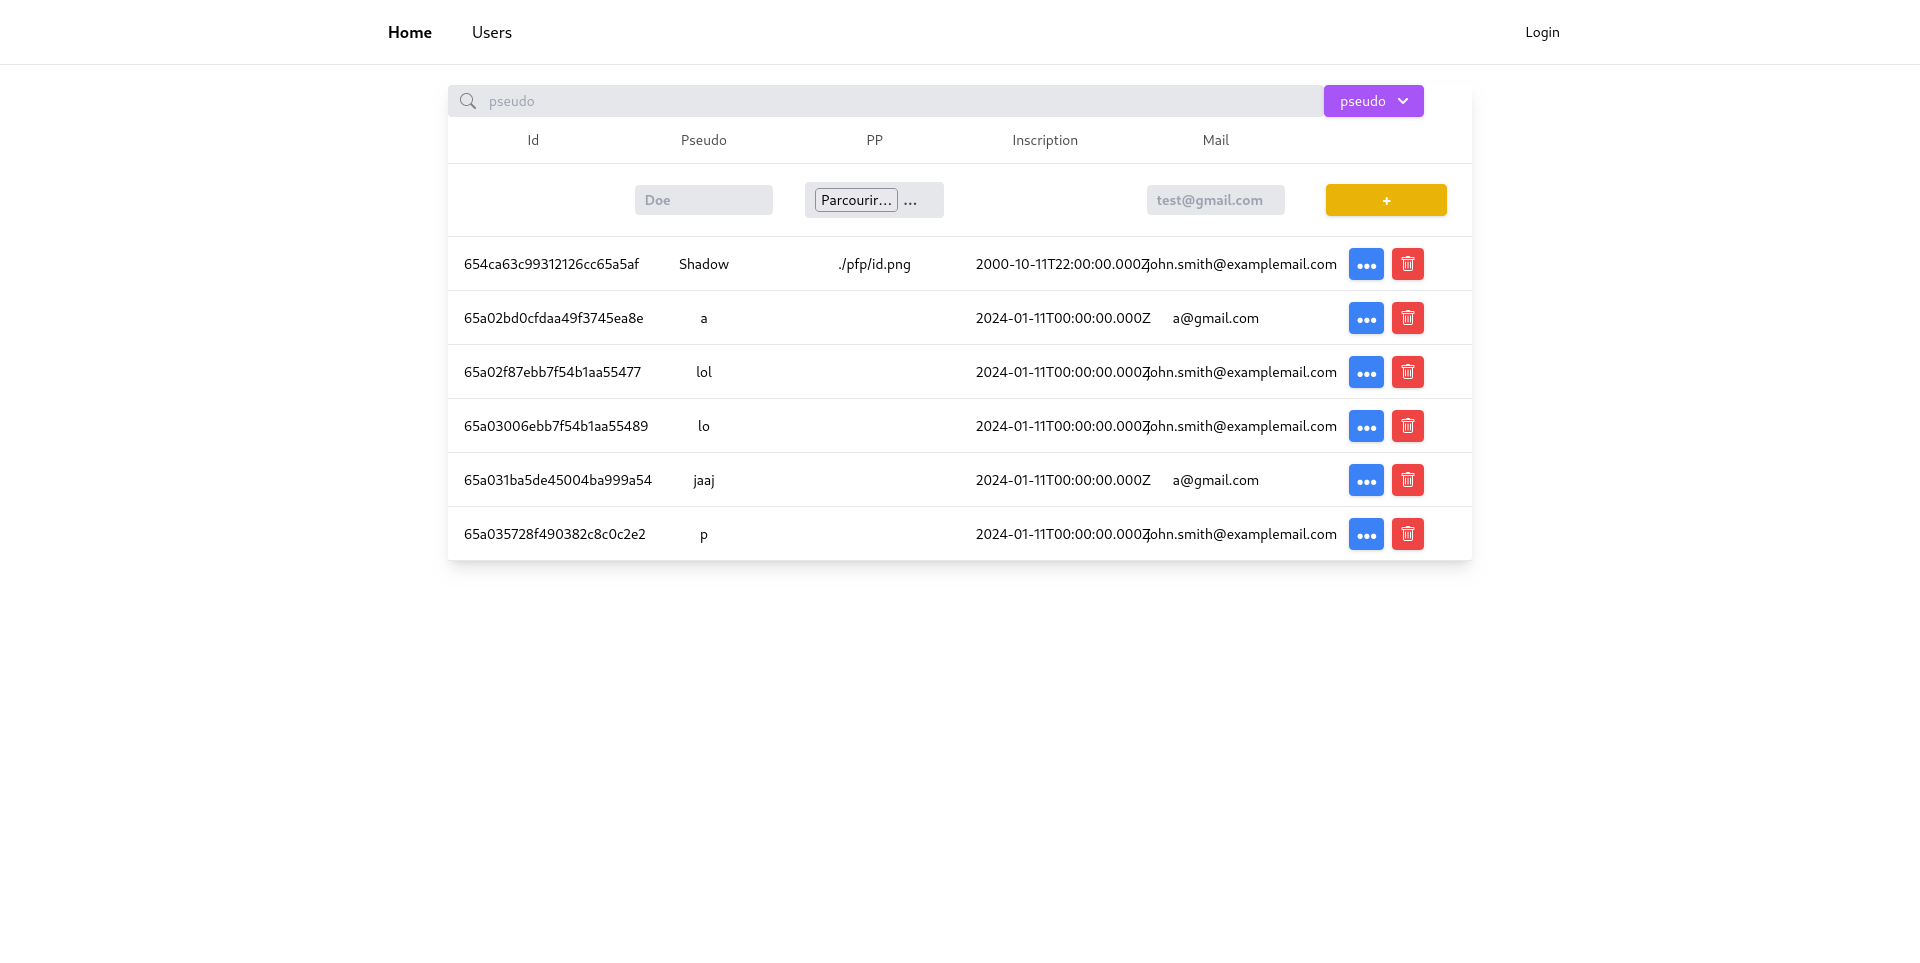 Home Users Login
pseudo pseudo
Id Pseudo PP Inscription Mail
Doe Parcourir... ... test@gmail.com +
654ca63c99312126cc65a5af Shadow ./pfp/id.png 2000-10-11T22:00:00.000Z john.smith@examplemail.com
65a02bd0cfdaa49f3745ea8e a 2024-01-11T00:00:00.000Z a@gmail.com
65a02f87ebb7f54b1aa55477 lol 2024-01-11T00:00:00.000Z john.smith@examplemail.com
65a03006ebb7f54b1aa55489 lo 2024-01-11T00:00:00.000Z john.smith@examplemail.com
65a031ba5de45004ba999a54 jaaj 2024-01-11T00:00:00.000Z a@gmail.com
65a035728f490382c8c0c2e2 p 2024-01-11T00:00:00.000Z john.smith@examplemail.com